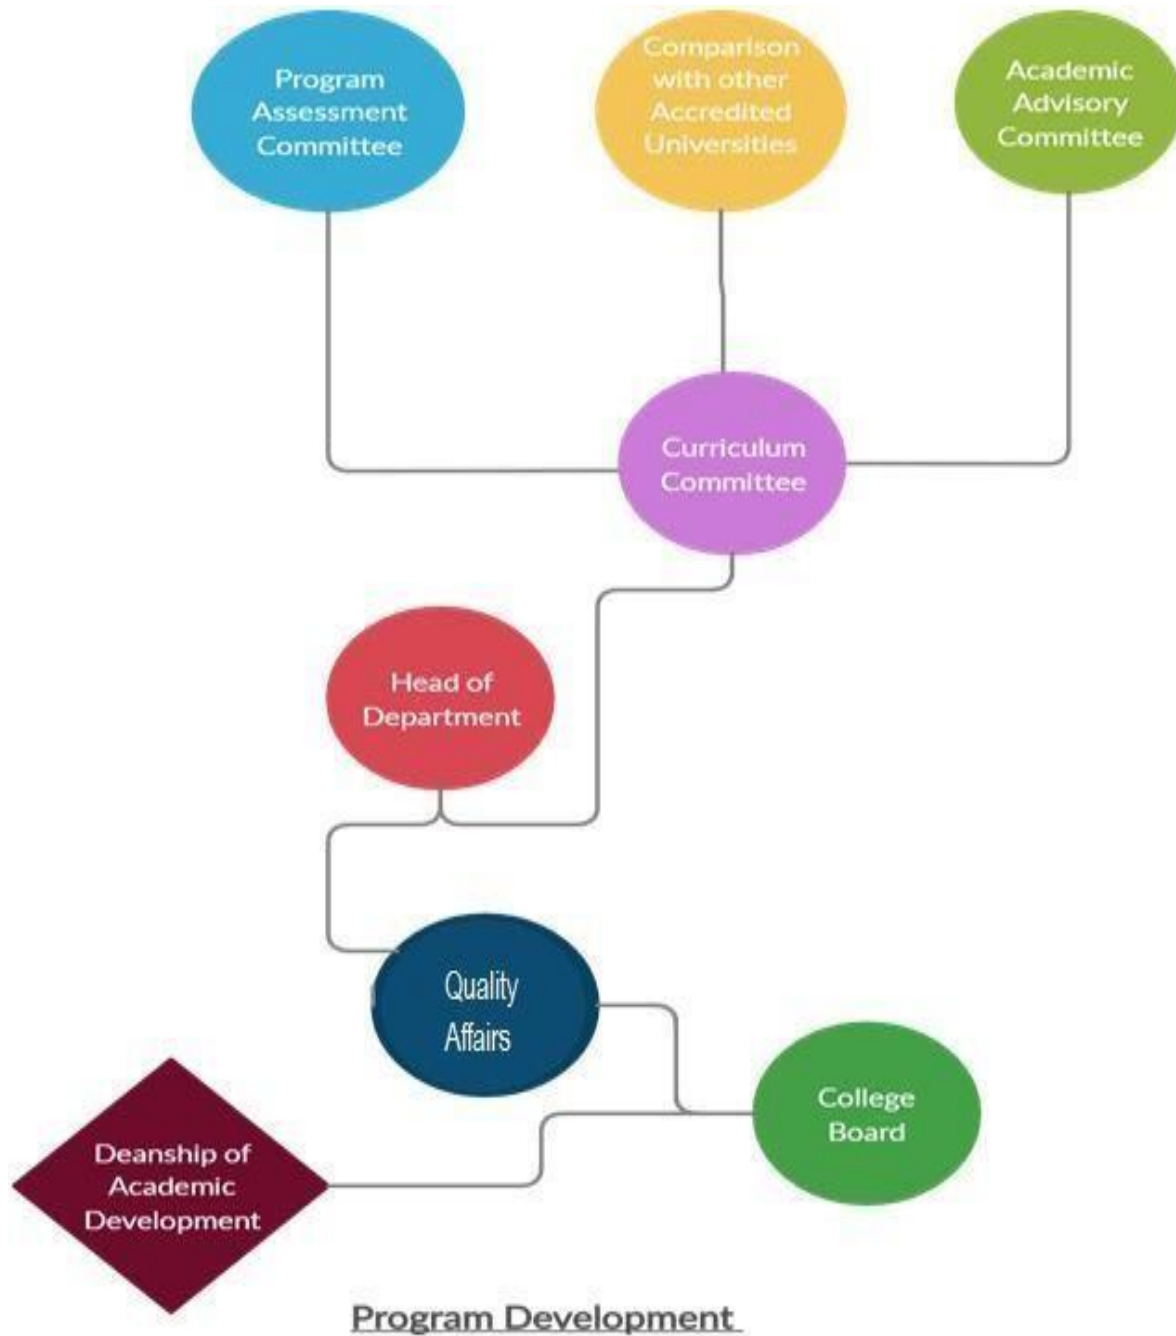 Program
Assessment
Committee
Comparison
with other
Accredited
Universities
Academic
Advisory
Committee
Curriculum
Committee
Head of
Department
Quality
Affairs
College
Board
Deanship of
Academic
Development
Program Development